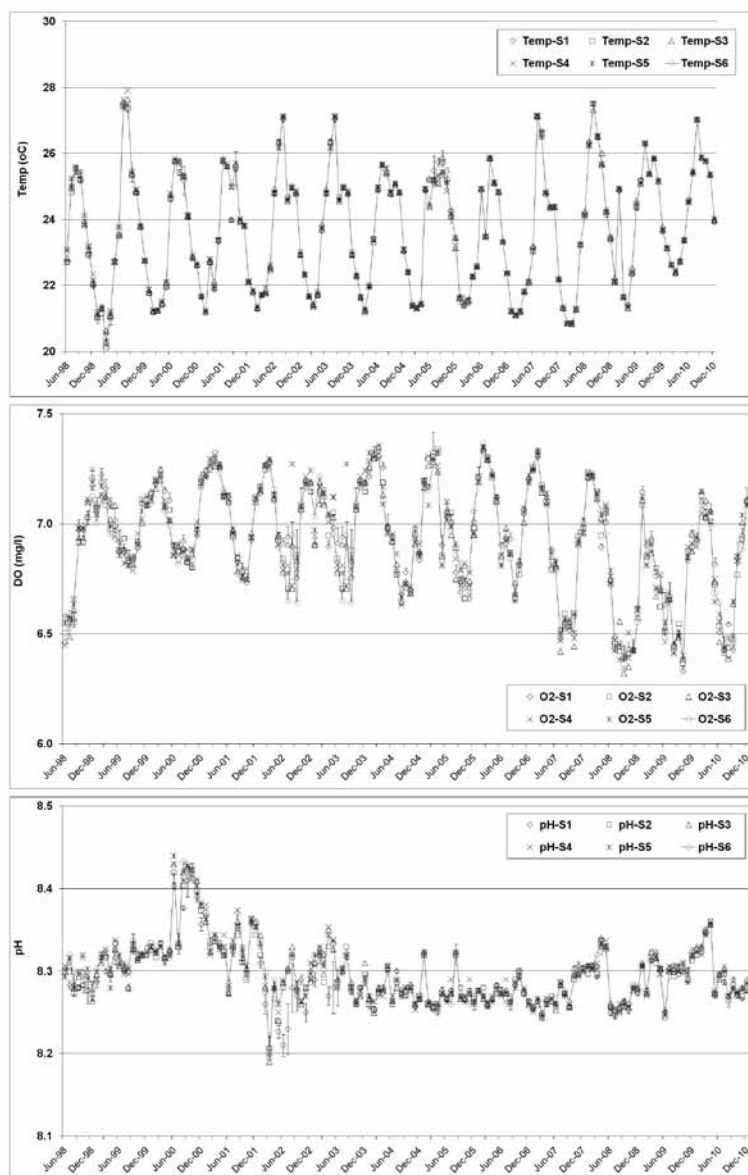 30
28
26
24
22
20
Temp (oC)
Temp-S1 Temp-S2 Temp-S3
Temp-S4 Temp-S5 Temp-S6
Jun-98 Dec-98 Jun-99 Dec-99 Jun-00 Dec-00 Jun-01 Dec-01 Jun-02 Dec-02 Jun-03 Dec-03 Jun-04 Dec-04 Jun-05 Dec-05 Jun-06 Dec-06 Jun-07 Dec-07 Jun-08 Dec-08 Jun-09 Dec-09 Jun-10 Dec-10
7.5
7.0
6.5
6.0
DO (mg/l)
O2-S1 O2-S2 O2-S3
O2-S4 O2-S5 O2-S6
Jun-98 Dec-98 Jun-99 Dec-99 Jun-00 Dec-00 Jun-01 Dec-01 Jun-02 Dec-02 Jun-03 Dec-03 Jun-04 Dec-04 Jun-05 Dec-05 Jun-06 Dec-06 Jun-07 Dec-07 Jun-08 Dec-08 Jun-09 Dec-09 Jun-10 Dec-10
8.5
8.4
8.3
8.2
8.1
pH
pH-S1 pH-S2 pH-S3
pH-S4 pH-S5 pH-S6
Jun-98 Dec-98 Jun-99 Dec-99 Jun-00 Dec-00 Jun-01 Dec-01 Jun-02 Dec-02 Jun-03 Dec-03 Jun-04 Dec-04 Jun-05 Dec-05 Jun-06 Dec-06 Jun-07 Dec-07 Jun-08 Dec-08 Jun-09 Dec-09 Jun-10 Dec-10